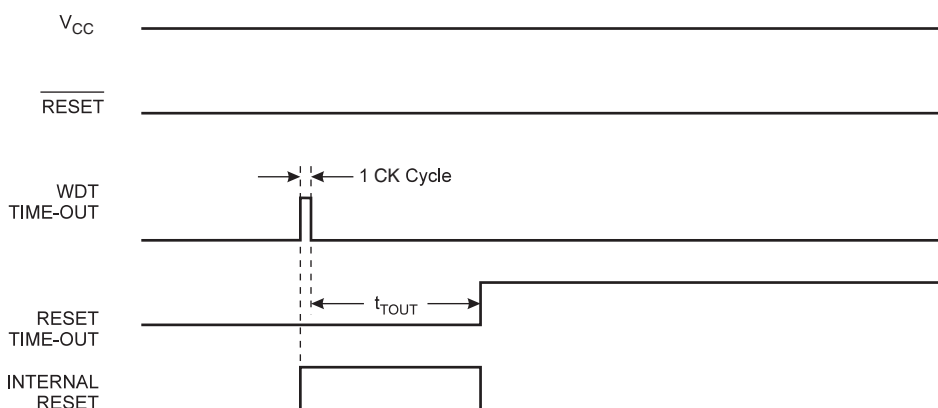 VCC
RESET
1 CK Cycle
WDT
TIME-OUT
tTOUT
RESET
TIME-OUT
INTERNAL
RESET